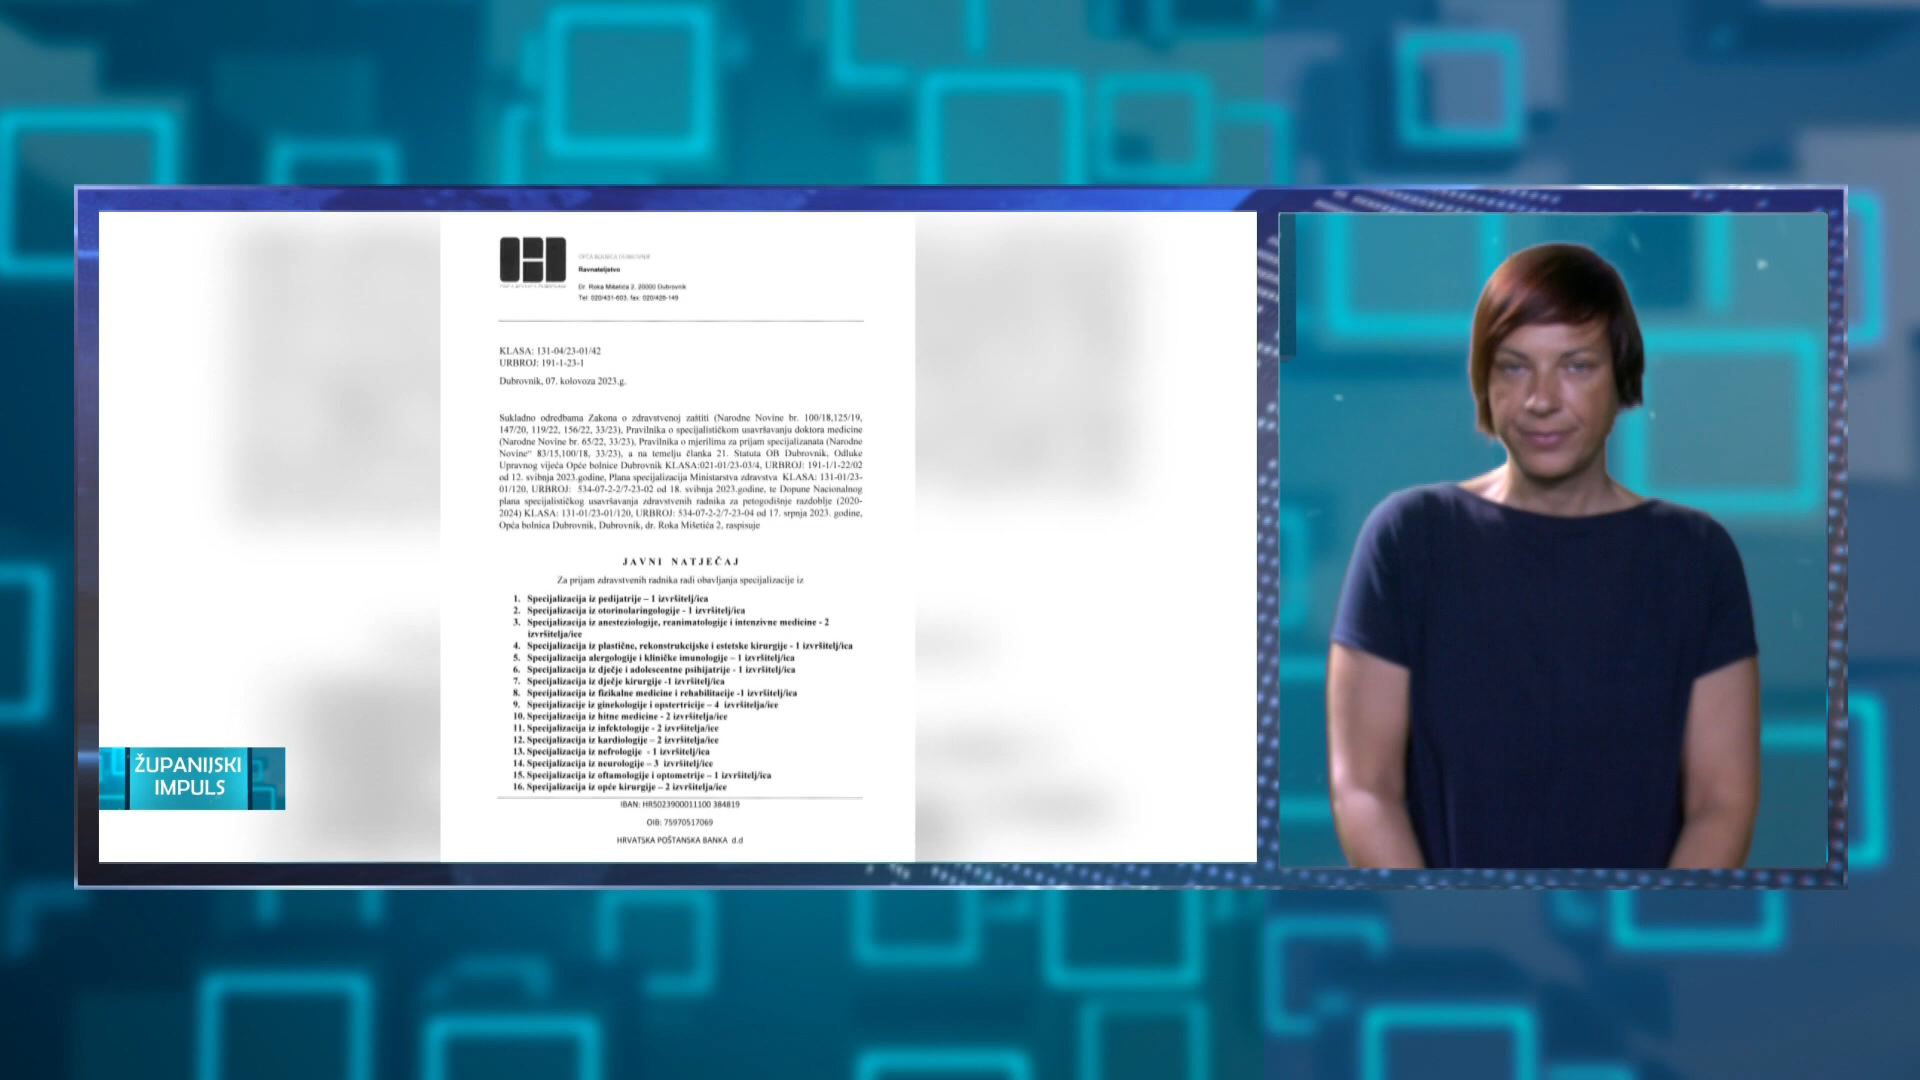 OPĆA BOLNICA DUBROVNIK
Ravnateljstvo
Dr. Roka Mišetića 2, 20000 Dubrovnik
Tel: 020/431-603, fax: 020/426-149
KLASA: 131-04/23-01/42
URBROJ: 191-1-23-1
Dubrovnik, 07. kolovoza 2023.g.
Sukladno odredbama Zakona o zdravstvenoj zaštiti (Narodne Novine br. 100/18,125/19,
147/20, 119/22, 156/22, 33/23), Pravilnika o specijalističkom usavršavanju doktora medicine
(Narodne Novine br. 65/22, 33/23), Pravilnika o mjerilima za prijam specijalizanata (Narodne
Novine" 83/15,100/18, 33/23), a na temelju članka 21. Statuta OB Dubrovnik, Odluke
Upravnog vijeća Opće bolnice Dubrovnik KLASA:021-01/23-03/4, URBROJ: 191-1/1-22/02
od 12. svibnja 2023.godine, Plana specijalizacija Ministarstva zdravstva KLASA: 131-01/23-
01/120, URBROJ: 534-07-2-2/7-23-02 od 18. svibnja 2023.godine, te Dopune Nacionalnog
plana specijalističkog usavršavanja zdravstvenih radnika za petogodišnje razdoblje (2020-
2024) KLASA: 131-01/23-01/120, URBROJ: 534-07-2-2/7-23-04 od 17. srpnja 2023. godine,
Opća bolnica Dubrovnik, Dubrovnik, dr. Roka Mišetića 2, raspisuje
JAVNI NATJEČAJ
Za prijam zdravstvenih radnika radi obavljanja specijalizacije iz
1. Specijalizacija iz pedijatrije – 1 izvršitelj/ica
2. Specijalizacija iz otorinolaringologije - 1 izvršitelj/ica
3. Specijalizacija iz anesteziologije, reanimatologije i intenzivne medicine - 2
izvršitelja/ice
4. Specijalizacija iz plastične, rekonstrukcijske i estetske kirurgije - 1 izvršitelj/ica
5. Specijalizacija alergologije i kliničke imunologije – 1 izvršitelj/ica
6. Specijalizacija iz dječje i adolescentne psihijatrije - 1 izvršitelj/ica
7. Specijalizacija iz dječje kirurgije -1 izvršitelj/ica
8. Specijalizacija iz fizikalne medicine i rehabilitacije -1 izvršitelj/ica
9. Specijalizacije iz ginekologije i opstertricije – 4 izvršitelja/ice
10. Specijalizacija iz hitne medicine - 2 izvršitelja/ice
11. Specijalizacija iz infektologije - 2 izvršitelja/ice
12. Specijalizacija iz kardiologije – 2 izvršitelja/ice
13. Specijalizacija iz nefrologije - 1 izvršitelj/ica
14. Specijalizacija iz neurologije – 3 izvršitelj/ice
15. Specijalizacija iz oftamologije i optometrije – 1 izvršitelj/ica
16. Specijalizacija iz opće kirurgije – 2 izvršitelja/ice
IBAN: HR5023900011100 384819
OIB: 75970517069
HRVATSKA POŠTANSKA BANKA d.d
ŽUPANIJSKI
IMPULS